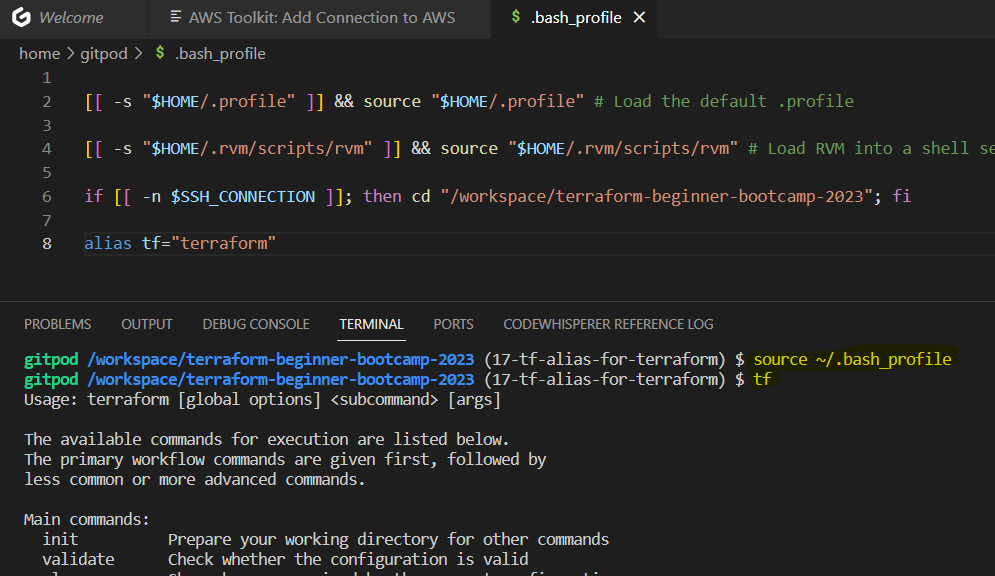 Welcome
AWS Toolkit: Add Connection to AWS
$ .bash_profile
home > gitpod > $ .bash_profile
1
2 [[ -s "$HOME/.profile" ]] && source "$HOME/.profile" # Load the default .profile
3
4 [[ -s "$HOME/.rvm/scripts/rvm" ]] && source "$HOME/.rvm/scripts/rvm" # Load RVM into a shell se
5
6 if [[ -n $SSH_CONNECTION ]]; then cd "/workspace/terraform-beginner-bootcamp-2023"; fi
7
8 alias tf="terraform"
PROBLEMS OUTPUT DEBUG CONSOLE TERMINAL PORTS CODEWHISPERER REFERENCE LOG
gitpod /workspace/terraform-beginner-bootcamp-2023 (17-tf-alias-for-terraform) $ source ~/.bash_profile
gitpod /workspace/terraform-beginner-bootcamp-2023 (17-tf-alias-for-terraform) $ tf
Usage: terraform [global options] <subcommand> [args]
The available commands for execution are listed below.
The primary workflow commands are given first, followed by
less common or more advanced commands.
Main commands:
init Prepare your working directory for other commands
validate Check whether the configuration is valid